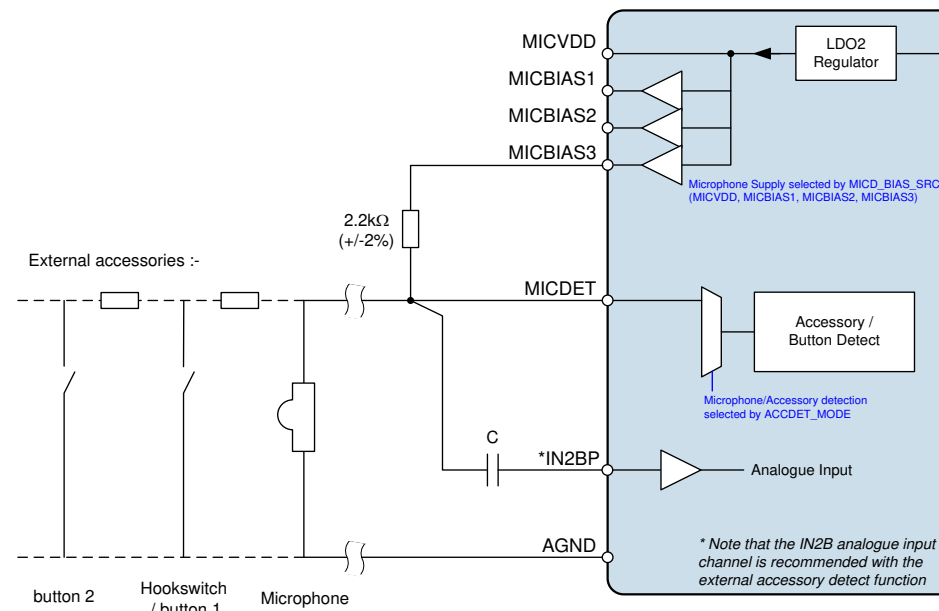 MICVDD
LDO2
Regulator
MICBIAS1
MICBIAS2
MICBIAS3
Microphone Supply selected by MICD_BIAS_SRC
(MICVDD, MICBIAS1, MICBIAS2, MICBIAS3)
2.2kΩ
(+/-2%)
External accessories :-
MICDET
Accessory /
Button Detect
Microphone/Accessory detection
selected by ACCDET_MODE
C
*IN2BP
Analogue Input
AGND
* Note that the IN2B analogue input
channel is recommended with the
external accessory detect function
button 2
Hookswitch
/ button 1
Microphone